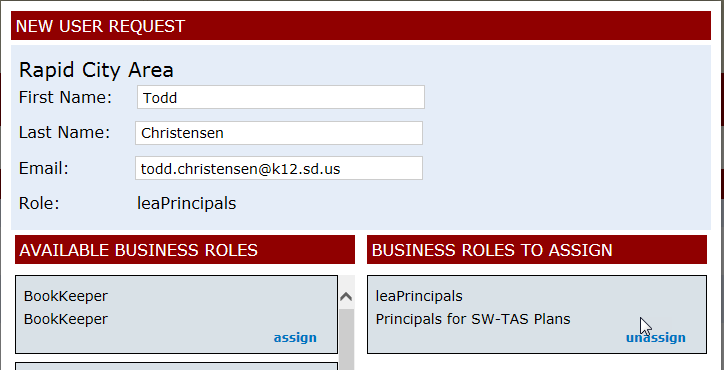 NEW USER REQUEST
Rapid City Area
First Name: Todd
Last Name: Christensen
Email: todd.christensen@k12.sd.us
Role: leaPrincipals
AVAILABLE BUSINESS ROLES
BookKeeper
BookKeeper
assign
BUSINESS ROLES TO ASSIGN
leaPrincipals
Principals for SW-TAS Plans
unassign